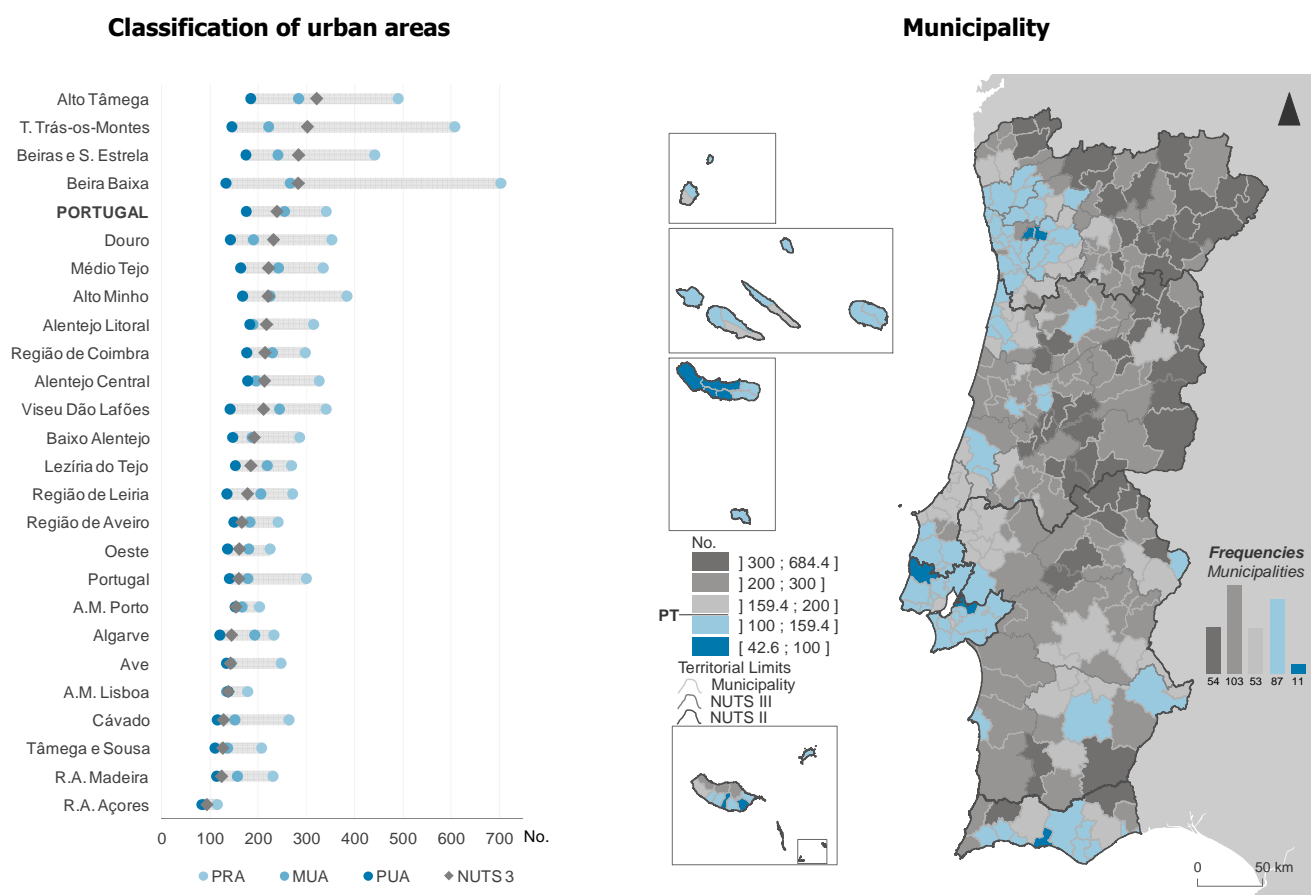 Classification of urban areas
Alto Tâmega
T. Trás-os-Montes
Beiras e S. Estrela
Beira Baixa
PORTUGAL
Douro
Médio Tejo
Alto Minho
Alentejo Litoral
Região de Coimbra
Alentejo Central
Viseu Dão Lafões
Baixo Alentejo
Lezíria do Tejo
Região de Leiria
Região de Aveiro
Oeste
Portugal
A.M. Porto
Algarve
Ave
A.M. Lisboa
Cávado
Tâmega e Sousa
R.A. Madeira
R.A. Açores
0 100 200 300 400 500 600 700 No.
PRA MUA PUA NUTS 3
Municipality
No.
] 300 ; 684.4 ]
] 200 ; 300 ]
] 159.4 ; 200 ]
PT
] 100 ; 159.4 ]
[ 42.6 ; 100 ]
Territorial Limits
Municipality
NUTS III
NUTS II
Frequencies
Municipalities
54 103 53 87 11
0 50 km